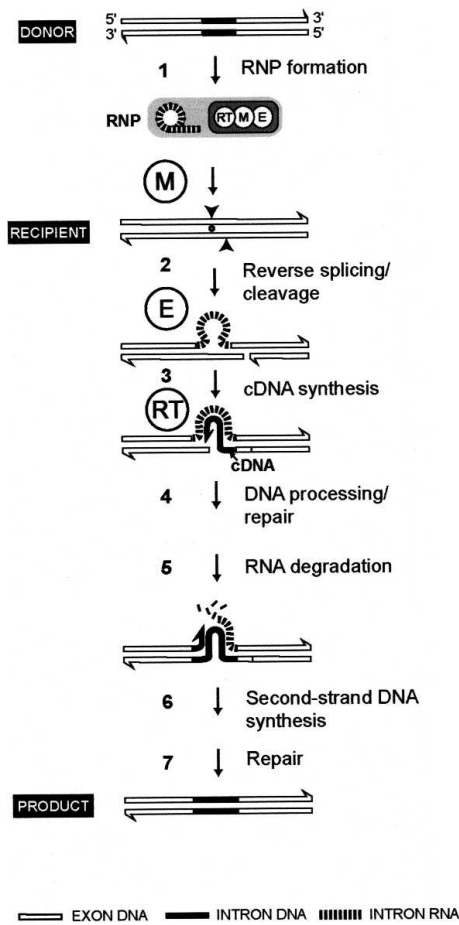 5' 3'
DONOR
3' 5'
1 RNP formation
RNP RT M E
M
RECIPIENT
2 Reverse splicing/
cleavage
E
3 cDNA synthesis
RT
cDNA
4 DNA processing/
repair
5 RNA degradation
6 Second-strand DNA
synthesis
7 Repair
PRODUCT
EXON DNA INTRON DNA INTRON RNA